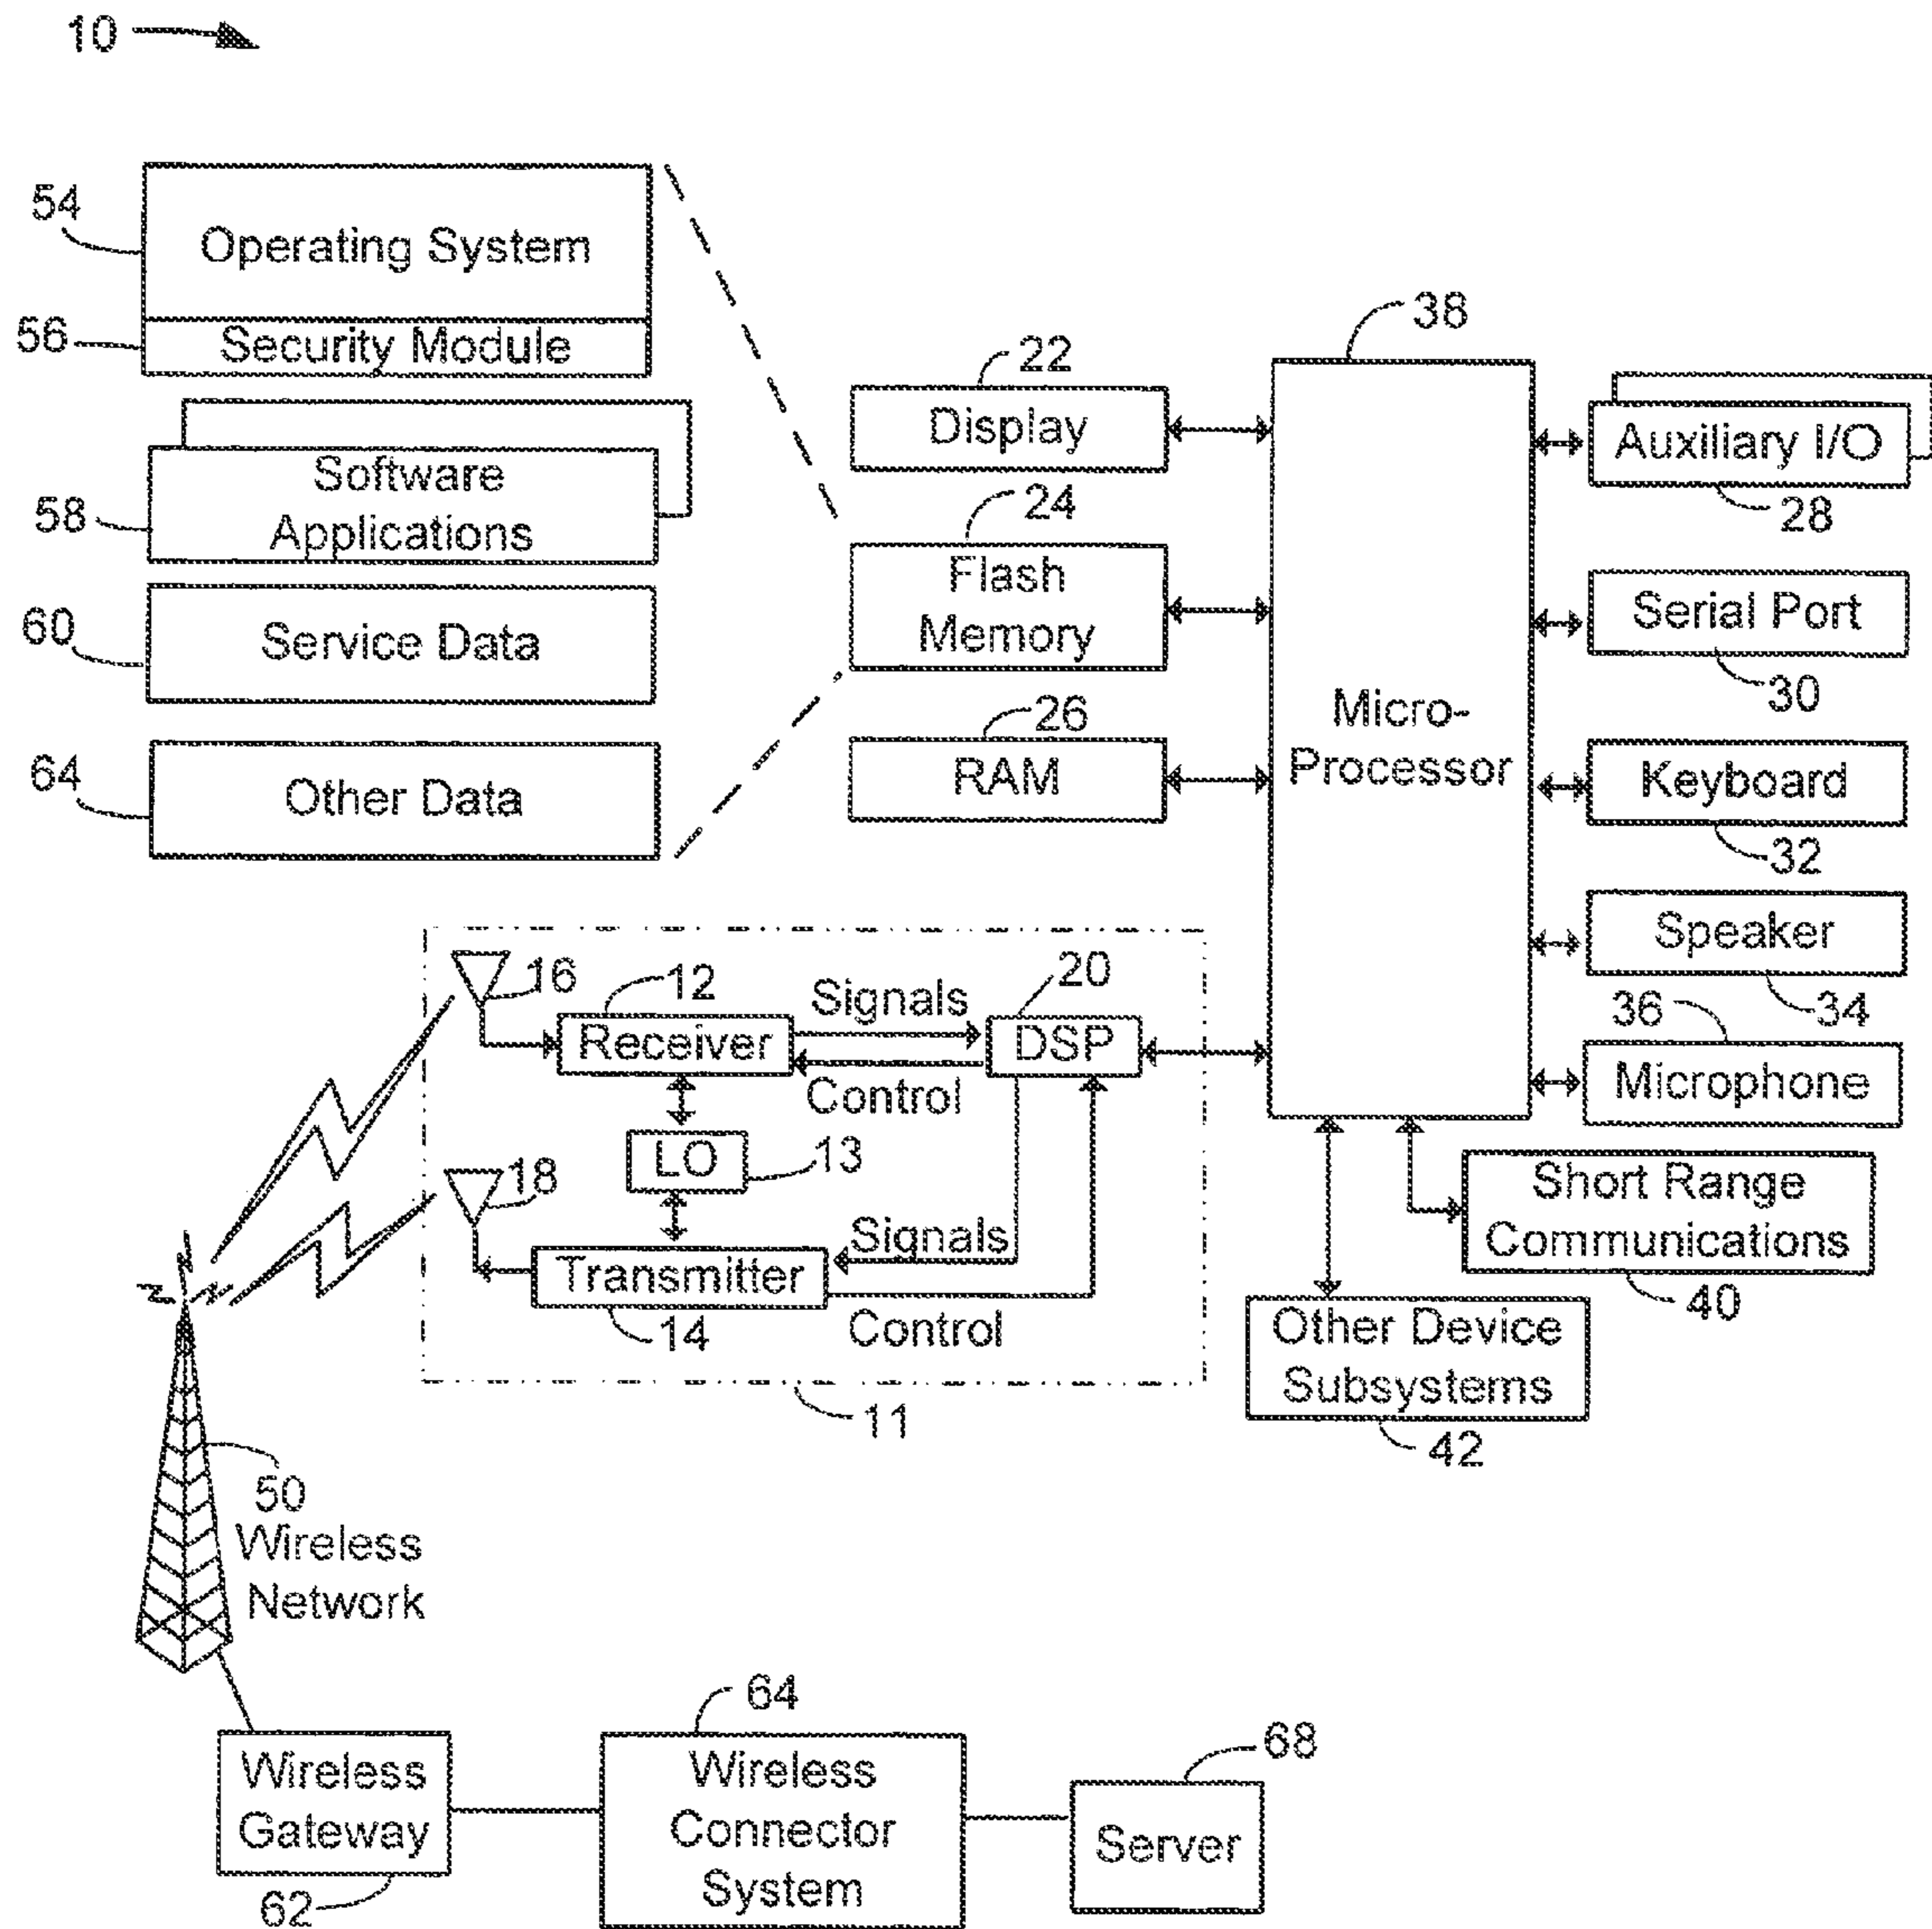 10
54
Operating System
56
Security Module
58
Software
Applications
60
Service Data
64
Other Data
22
Display
24
Flash
Memory
26
RAM
38
Micro-
Processor
Auxiliary I/O
28
Serial Port
30
Keyboard
32
Speaker
34
36
Microphone
Short Range
Communications
40
Other Device
Subsystems
42
16
12
Receiver
Signals
Control
20
DSP
LO
13
18
Transmitter
14
Signals
Control
11
50
Wireless
Network
Wireless
Gateway
62
64
Wireless
Connector
System
68
Server